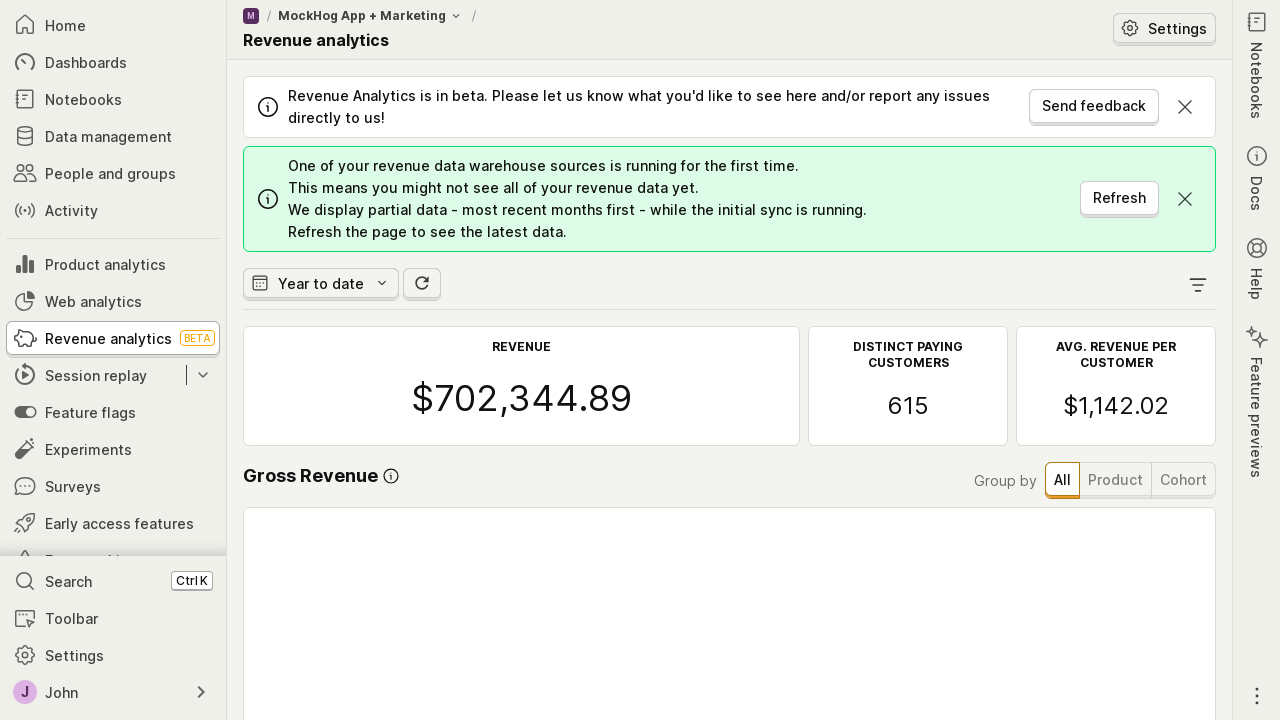 Home
Dashboards
Notebooks
Data management
People and groups
Activity
Product analytics
Web analytics
Revenue analytics BETA
Session replay
Feature flags
Experiments
Surveys
Early access features
Search Ctrl K
Toolbar
Settings
J John
M / MockHog App + Marketing /
Revenue analytics
Settings
Revenue Analytics is in beta. Please let us know what you'd like to see here and/or report any issues
directly to us!
Send feedback
One of your revenue data warehouse sources is running for the first time.
This means you might not see all of your revenue data yet.
We display partial data - most recent months first - while the initial sync is running.
Refresh the page to see the latest data.
Refresh
Year to date
REVENUE
$702,344.89
DISTINCT PAYING
CUSTOMERS
615
AVG. REVENUE PER
CUSTOMER
$1,142.02
Gross Revenue
Group by All Product Cohort
Notebooks
Docs
Help
Feature previews